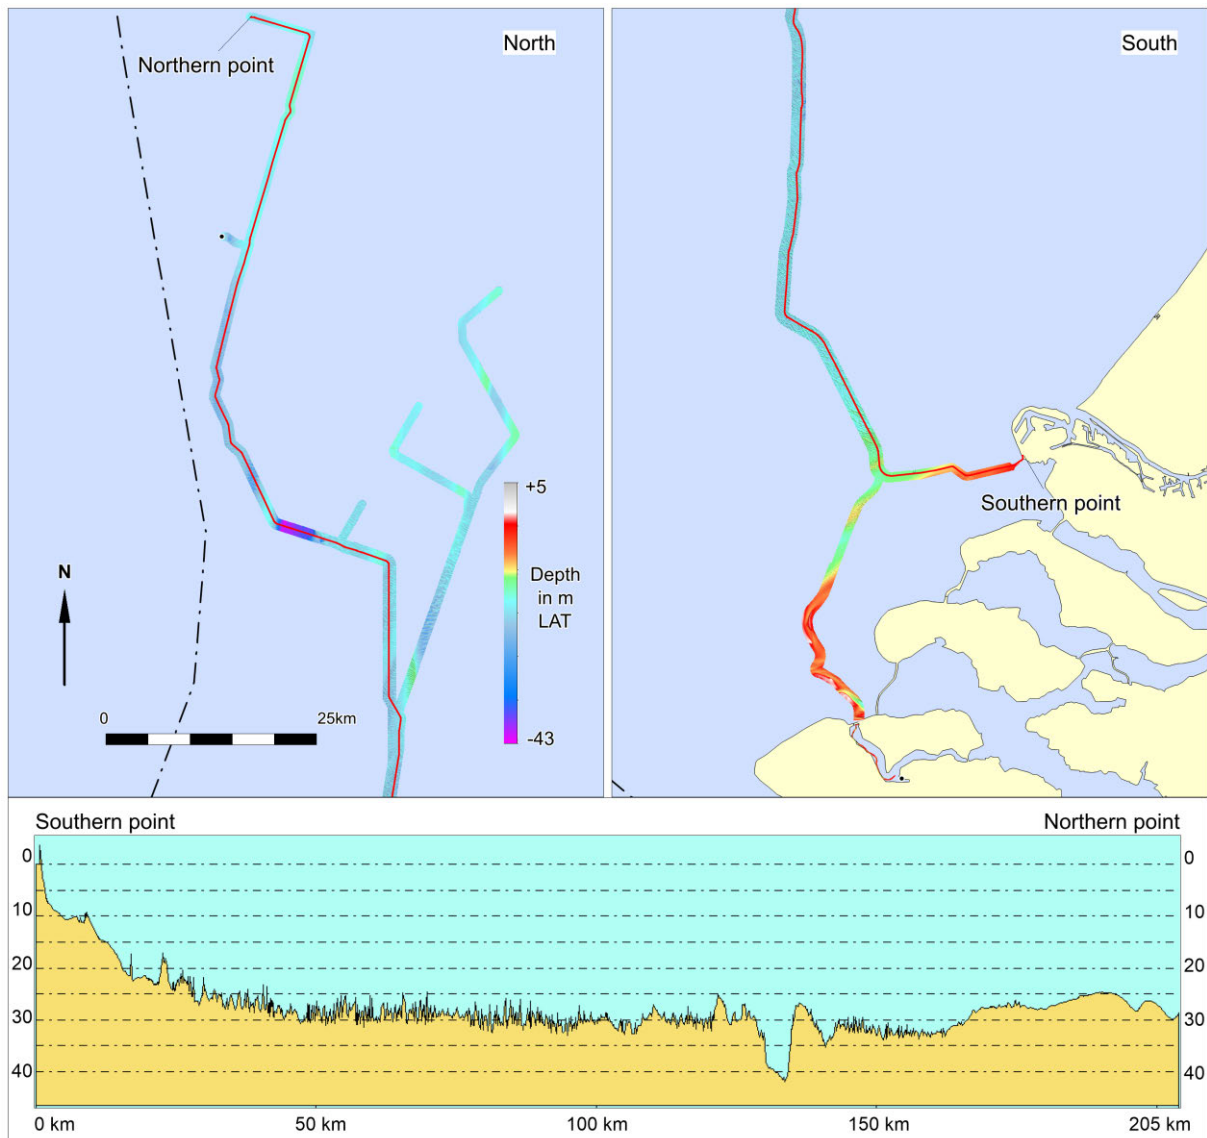 North
Northern point
+5
Depth
in m
LAT
-43
N
0 25km
South
Southern point
Southern point Northern point
0 0
10 10
20 20
30 30
40 40
0 km 50 km 100 km 150 km 205 km